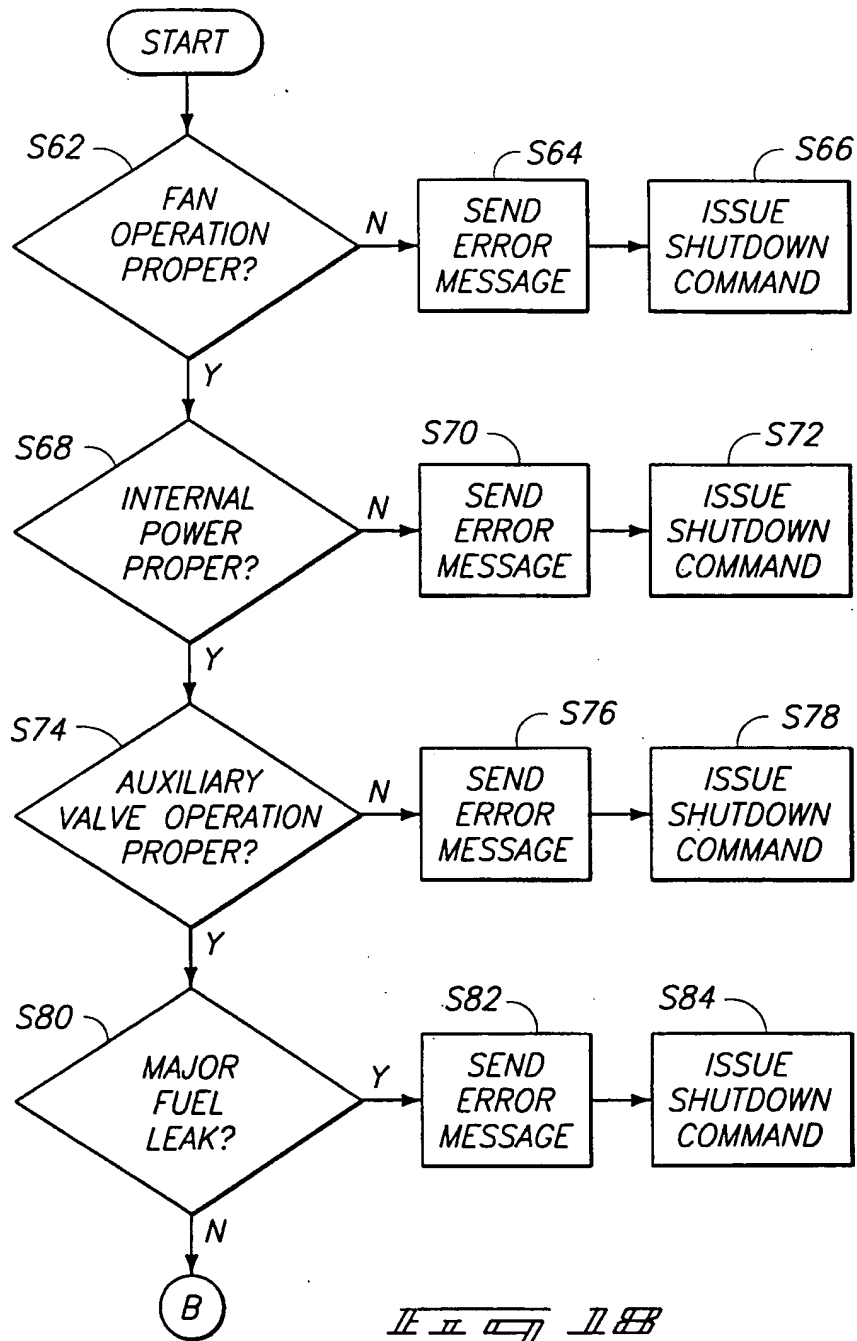 START
S62
FAN
OPERATION
PROPER?
N
S64
SEND
ERROR
MESSAGE
S66
ISSUE
SHUTDOWN
COMMAND
Y
S68
INTERNAL
POWER
PROPER?
N
S70
SEND
ERROR
MESSAGE
S72
ISSUE
SHUTDOWN
COMMAND
Y
S74
AUXILIARY
VALVE OPERATION
PROPER?
N
S76
SEND
ERROR
MESSAGE
S78
ISSUE
SHUTDOWN
COMMAND
Y
S80
MAJOR
FUEL
LEAK?
Y
S82
SEND
ERROR
MESSAGE
S84
ISSUE
SHUTDOWN
COMMAND
N
B
FIG 18